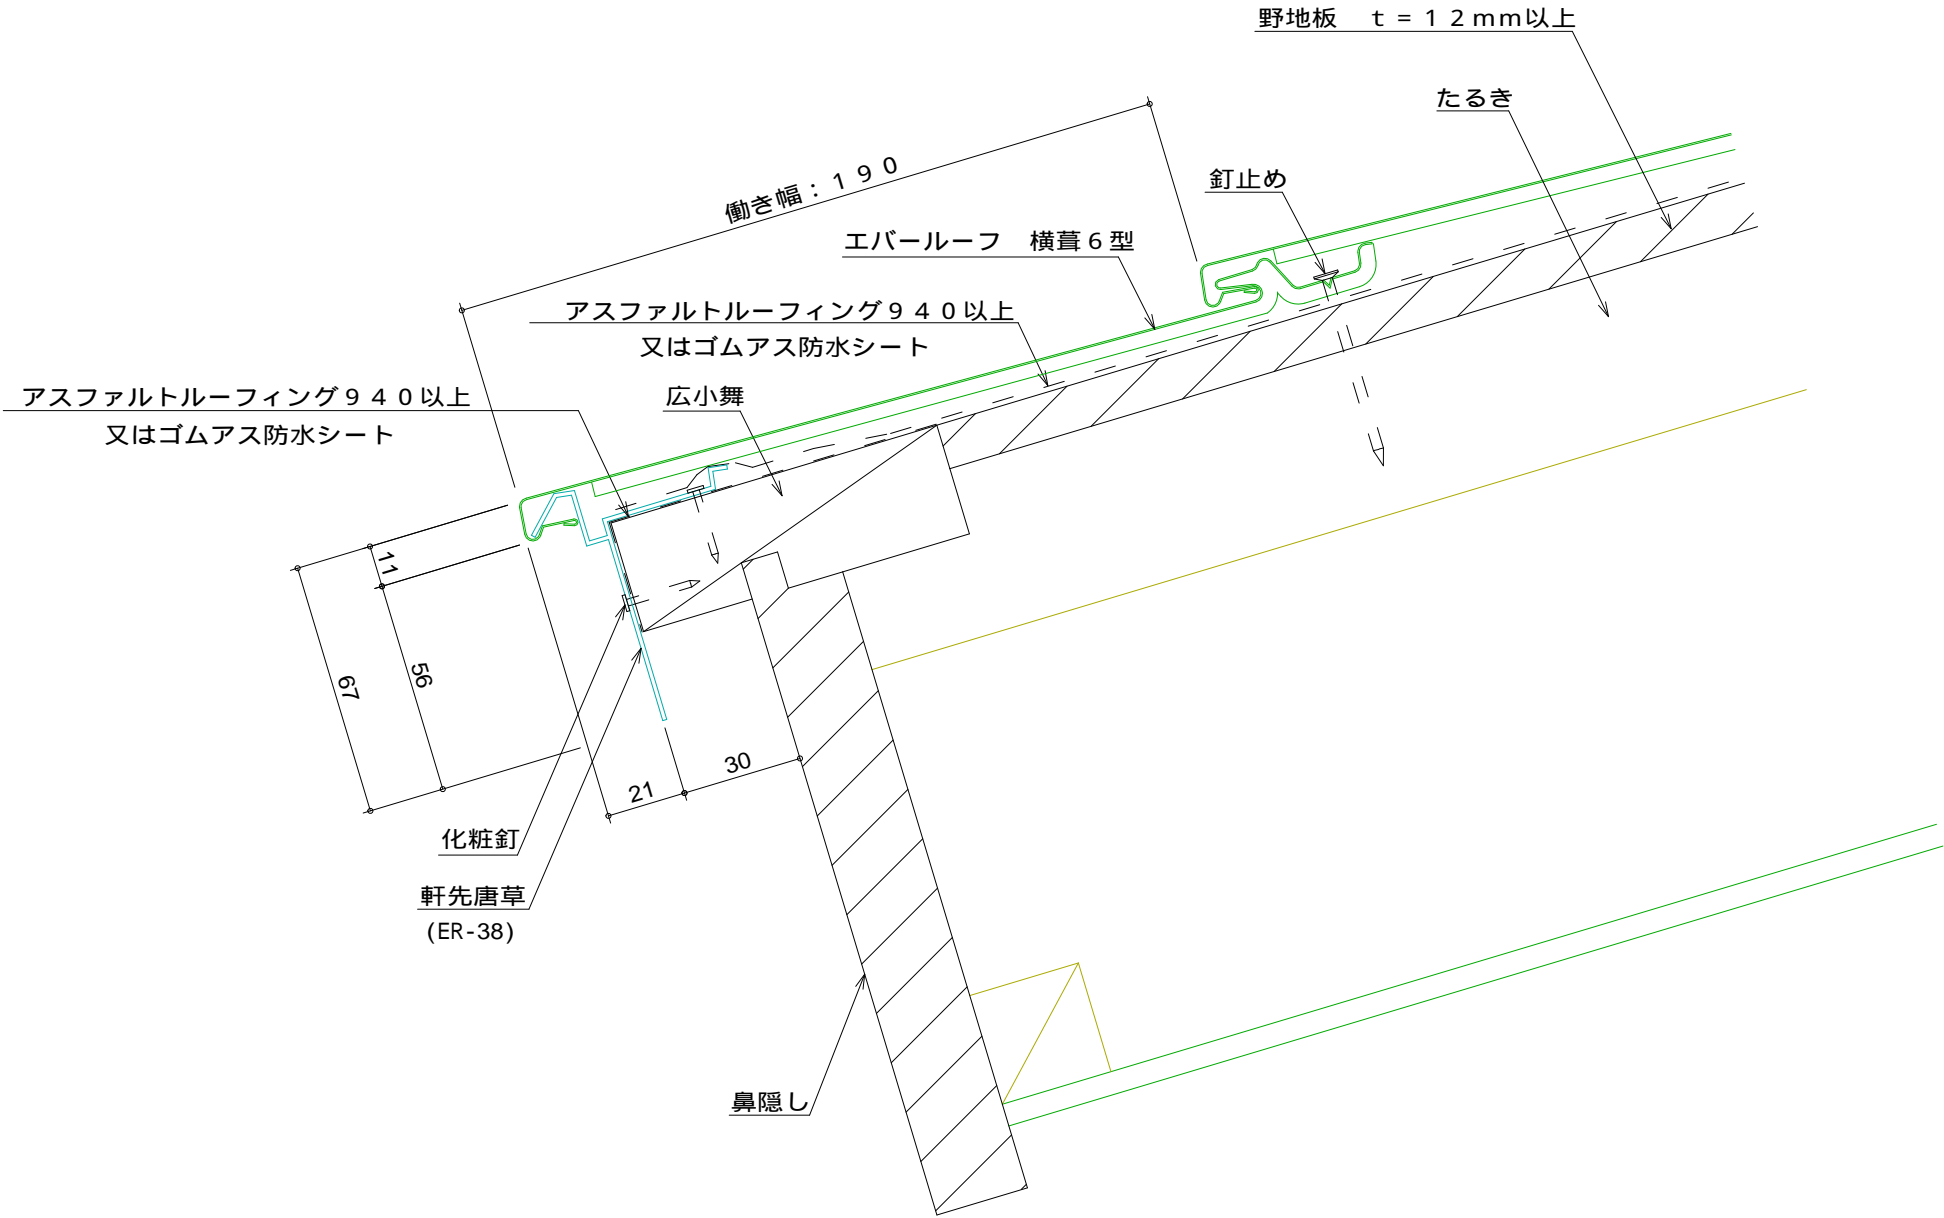 野地板　ｔ＝１２ｍｍ以上
たるき
釘止め
働き幅：１９０
エバールーフ　横葺６型
アスファルトルーフィング９４０以上
又はゴムアス防水シート
アスファルトルーフィング９４０以上
又はゴムアス防水シート
広小舞
11
56
67
21
30
化粧釘
軒先唐草
(ER-38)
鼻隠し